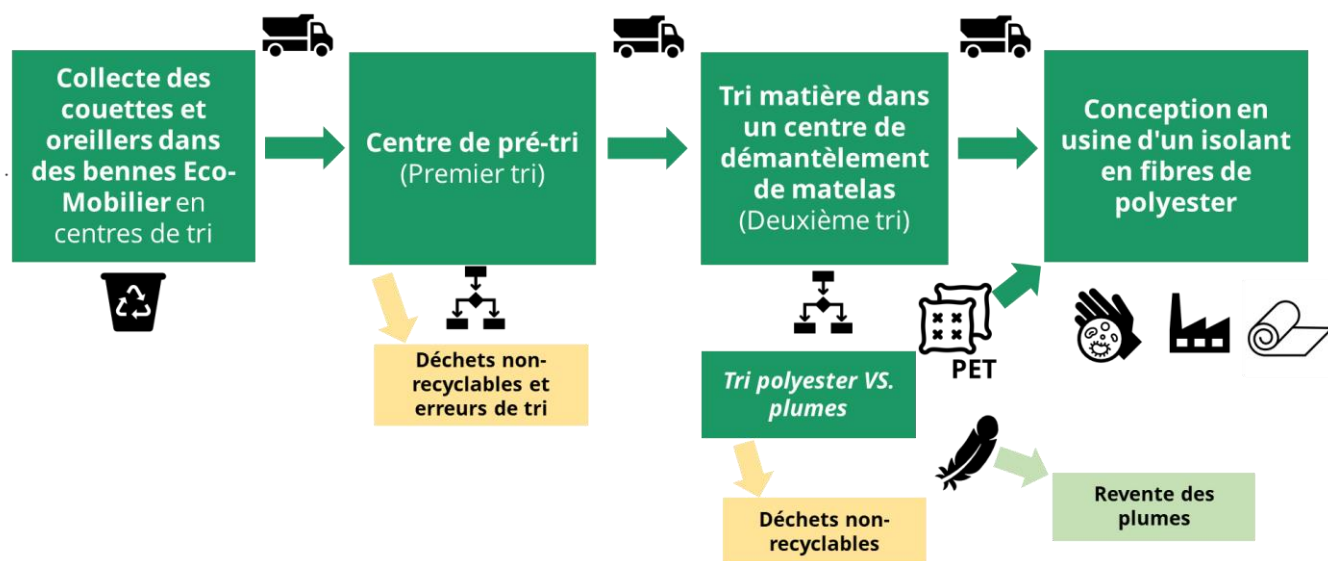 Collecte des
couettes et
oreillers dans
des bennes Eco-
Mobilier en
centres de tri
Centre de pré-tri
(Premier tri)
Tri matière dans
un centre de
démantèlement
de matelas
(Deuxième tri)
Conception en
usine d'un isolant
en fibres de
polyester
Déchets non-
recyclables et
erreurs de tri
Tri polyester VS.
plumes
PET
Déchets non-
recyclables
Revente des
plumes